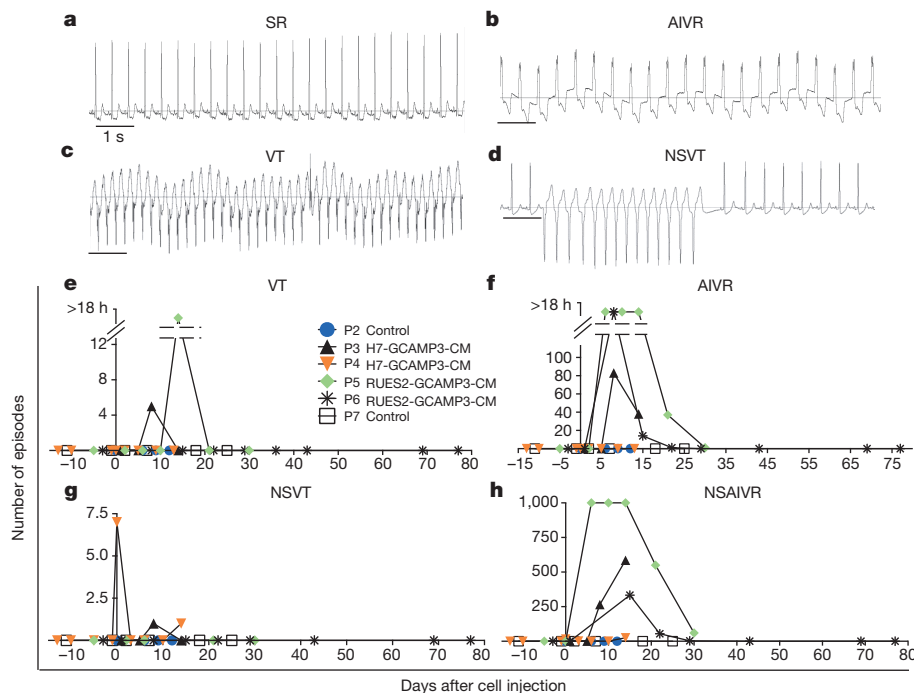 a SR
b AIVR
1 s
c VT
d NSVT
e VT
>18 h
12
8
4
−10 0 10 20 30 40 50 60 70 80
P2 Control
P3 H7-GCAMP3-CM
P4 H7-GCAMP3-CM
P5 RUES2-GCAMP3-CM
P6 RUES2-GCAMP3-CM
P7 Control
f AIVR
>18 h
100
80
60
40
20
−15 −5 5 15 25 35 45 55 65 75
Number of episodes
g NSVT
7.5
5.0
2.5
−10 0 10 20 30 40 50 60 70 80
h NSAIVR
1,000
750
500
250
−10 0 10 20 30 40 50 60 70 80
Days after cell injection